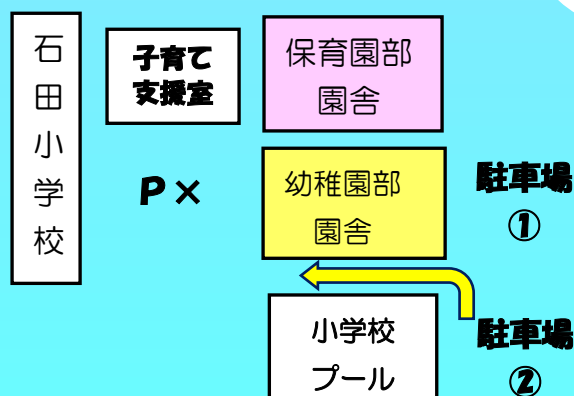 石田小学校
子育て
支援室
保育園部
園舎
P×
幼稚園部
園舎
駐車場
①
小学校
プール
駐車場
②